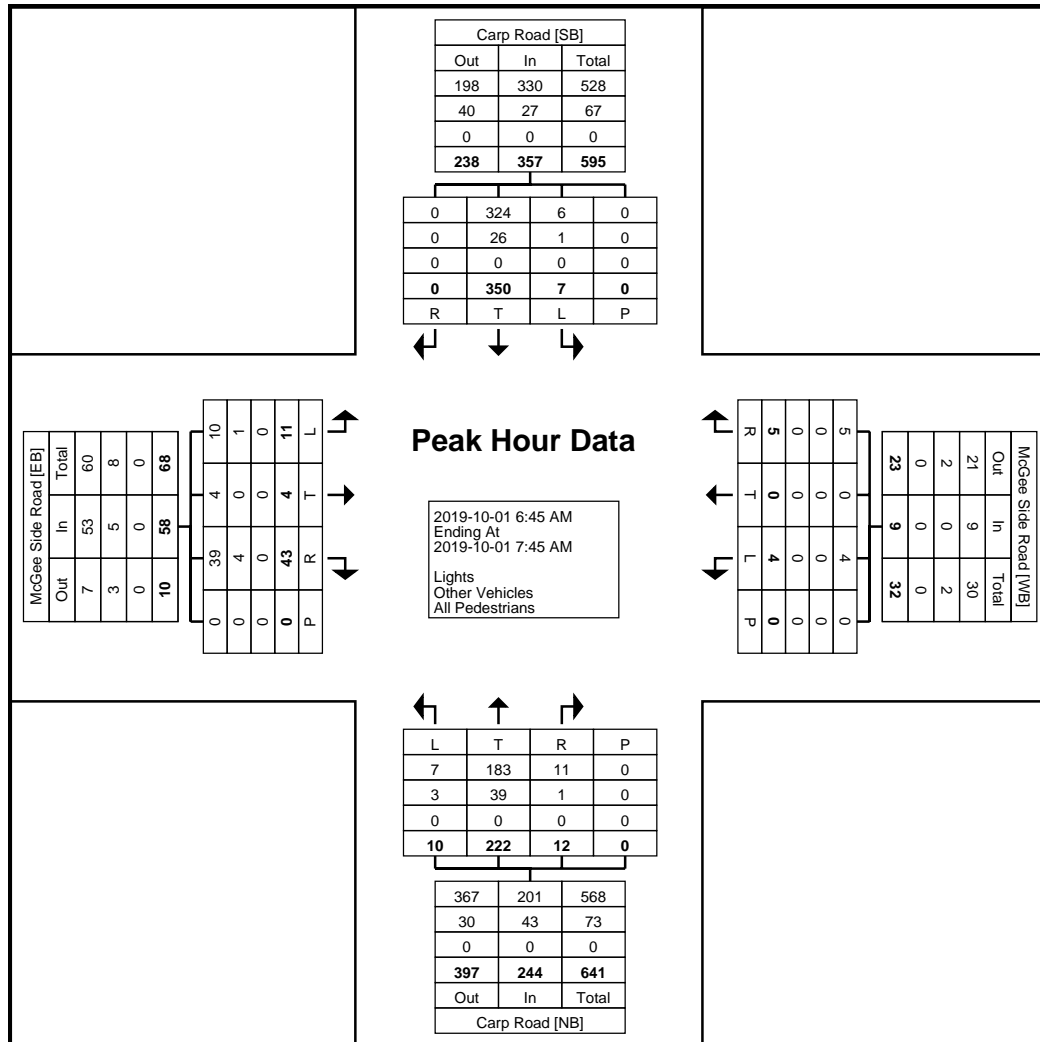 Carp Road [SB]
Out In Total
198 330 528
40 27 67
0 0 0
238 357 595
0 324 6 0
0 26 1 0
0 0 0 0
0 350 7 0
R T L P
McGee Side Road [EB]
Total In Out
60 53 7
8 5 3
0 0 0
68 58 10
10 4 39 0
1 0 4 0
0 0 0 0
11 4 43 0
L T R P
Peak Hour Data
2019-10-01 6:45 AM
Ending At
2019-10-01 7:45 AM
Lights
Other Vehicles
All Pedestrians
R T L P
5 0 4 0
0 0 0 0
0 0 0 0
5 0 4 0
23 9 32
0 0 0
2 0 2
21 9 30
Out In Total
McGee Side Road [WB]
L T R P
7 183 11 0
3 39 1 0
0 0 0 0
10 222 12 0
367 201 568
30 43 73
0 0 0
397 244 641
Out In Total
Carp Road [NB]